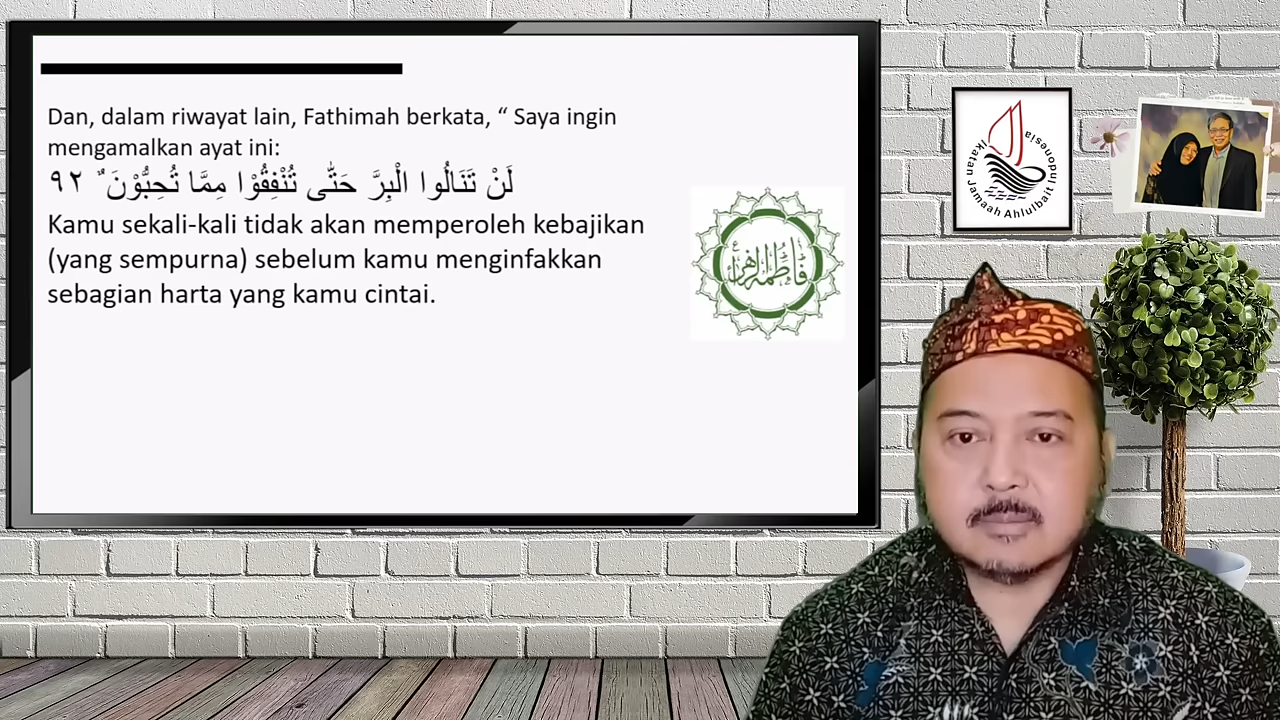 Dan, dalam riwayat lain, Fathimah berkata, “ Saya ingin
mengamalkan ayat ini:
لَنْ تَنَالُوا الْبِرَّ حَتّٰى تُنْفِقُوْا مِمَّا تُحِبُّوْنَ ۗ ٩٢
Kamu sekali-kali tidak akan memperoleh kebajikan
(yang sempurna) sebelum kamu menginfakkan
sebagian harta yang kamu cintai.
فاطمة الزهراء
Ikatan Jamaah Ahlulbait Indonesia